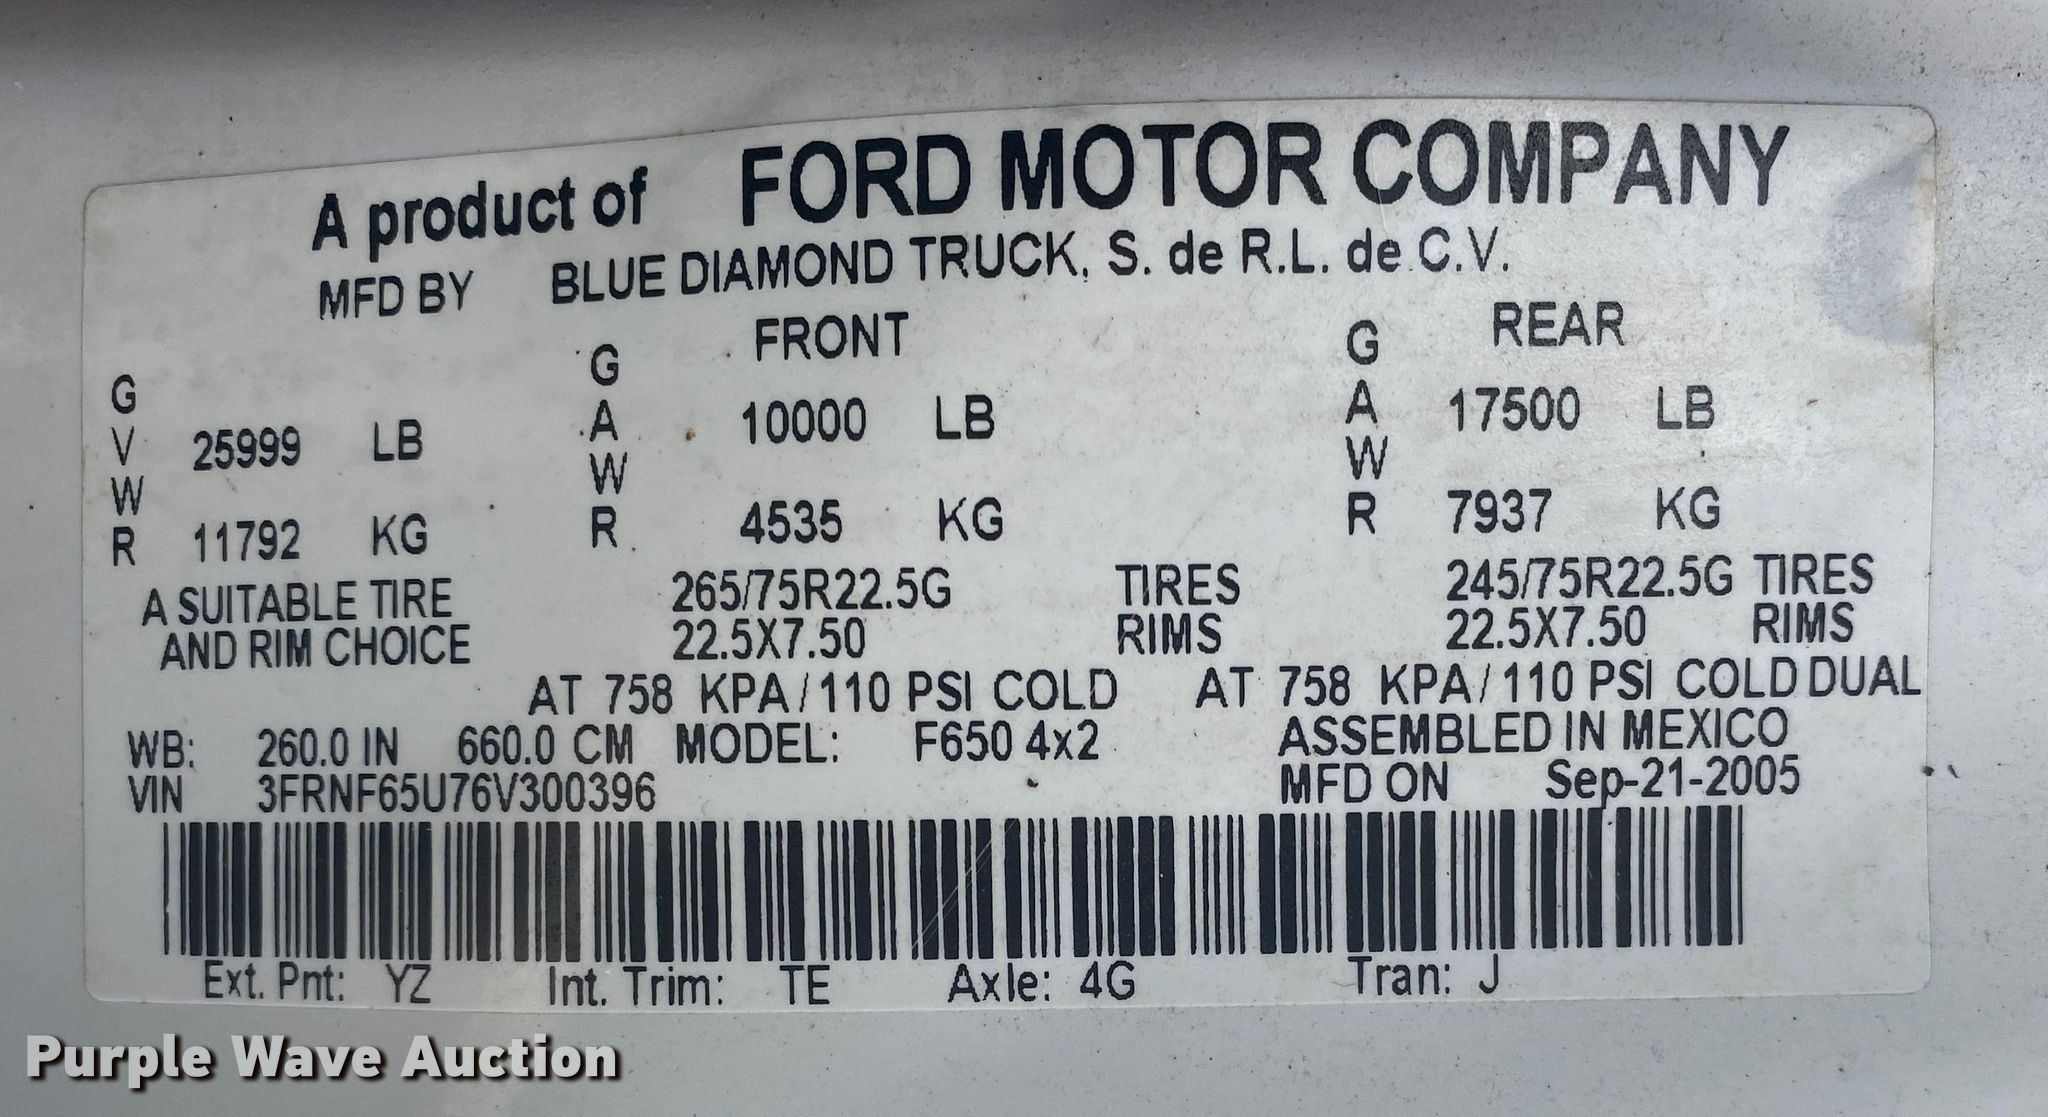 A product of FORD MOTOR COMPANY
MFD BY BLUE DIAMOND TRUCK, S. de R.L. de C.V.
FRONT REAR
GVWR 25999 LB GAWR 10000 LB GAWR 17500 LB
11792 KG 4535 KG 7937 KG
A SUITABLE TIRE 265/75R22.5G TIRES 245/75R22.5G TIRES
AND RIM CHOICE 22.5X7.50 RIMS 22.5X7.50 RIMS
AT 758 KPA/110 PSI COLD AT 758 KPA/110 PSI COLD DUAL
WB: 260.0 IN 660.0 CM MODEL: F650 4x2 ASSEMBLED IN MEXICO
VIN 3FRNF65U76V300396 MFD ON Sep-21-2005
Ext. Pnt: YZ Int. Trim: TE Axle: 4G Tran: J
Purple Wave Auction